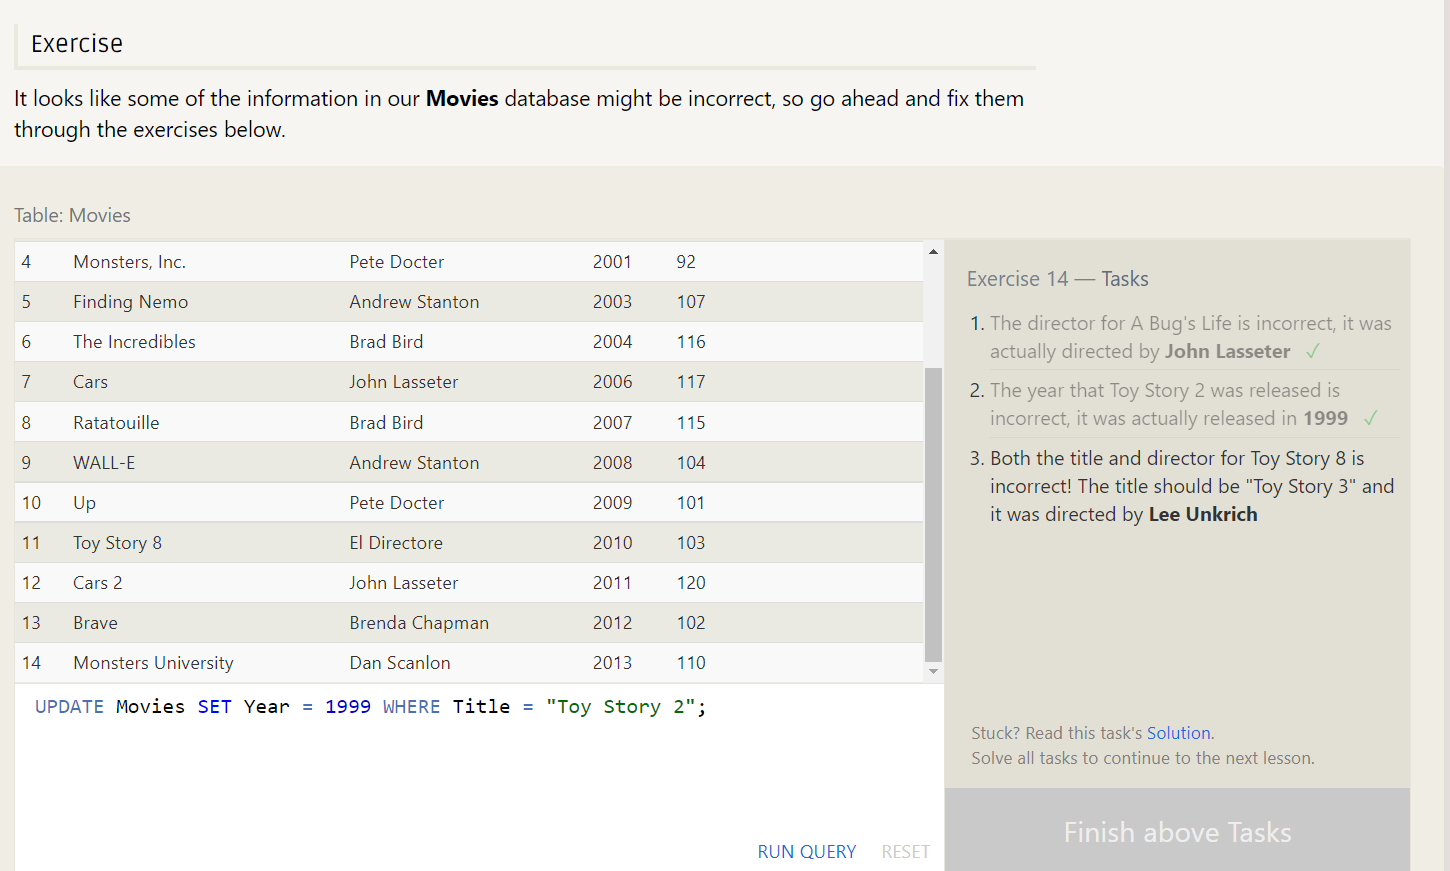 Exercise
It looks like some of the information in our Movies database might be incorrect, so go ahead and fix them
through the exercises below.
Table: Movies
4 Monsters, Inc. Pete Docter 2001 92
5 Finding Nemo Andrew Stanton 2003 107
6 The Incredibles Brad Bird 2004 116
7 Cars John Lasseter 2006 117
8 Ratatouille Brad Bird 2007 115
9 WALL-E Andrew Stanton 2008 104
10 Up Pete Docter 2009 101
11 Toy Story 8 El Directore 2010 103
12 Cars 2 John Lasseter 2011 120
13 Brave Brenda Chapman 2012 102
14 Monsters University Dan Scanlon 2013 110
UPDATE Movies SET Year = 1999 WHERE Title = "Toy Story 2";
RUN QUERY RESET
Exercise 14 — Tasks
1. The director for A Bug's Life is incorrect, it was
actually directed by John Lasseter ✓
2. The year that Toy Story 2 was released is
incorrect, it was actually released in 1999 ✓
3. Both the title and director for Toy Story 8 is
incorrect! The title should be "Toy Story 3" and
it was directed by Lee Unkrich
Stuck? Read this task's Solution.
Solve all tasks to continue to the next lesson.
Finish above Tasks